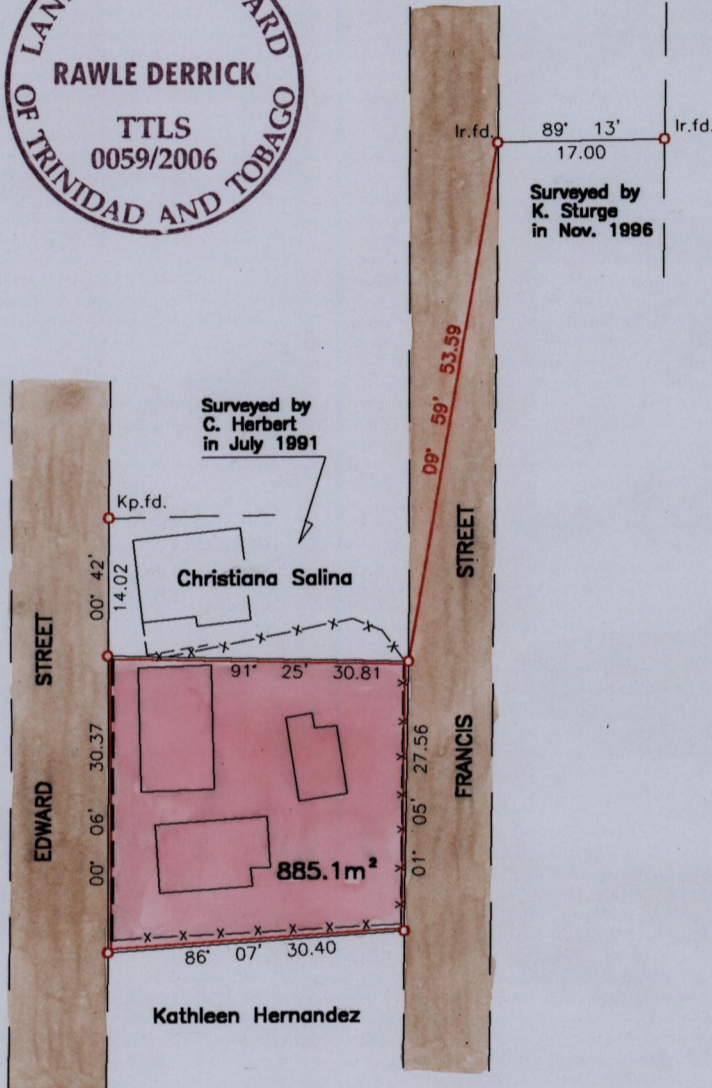 RAWLE DERRICK
TTLS
0059/2006
OF TRINIDAD AND TOBAGO
Ir.fd.
89° 13'
17.00
Ir.fd.
Surveyed by
K. Sturge
in Nov. 1996
09° 59' 53.59
Surveyed by
C. Herbert
in July 1991
Kp.fd.
00° 42'
14.02
Christiana Salina
91° 25' 30.81
EDWARD STREET
00° 06' 30.37
FRANCIS STREET
01° 05' 27.56
885.1m²
86° 07' 30.40
Kathleen Hernandez